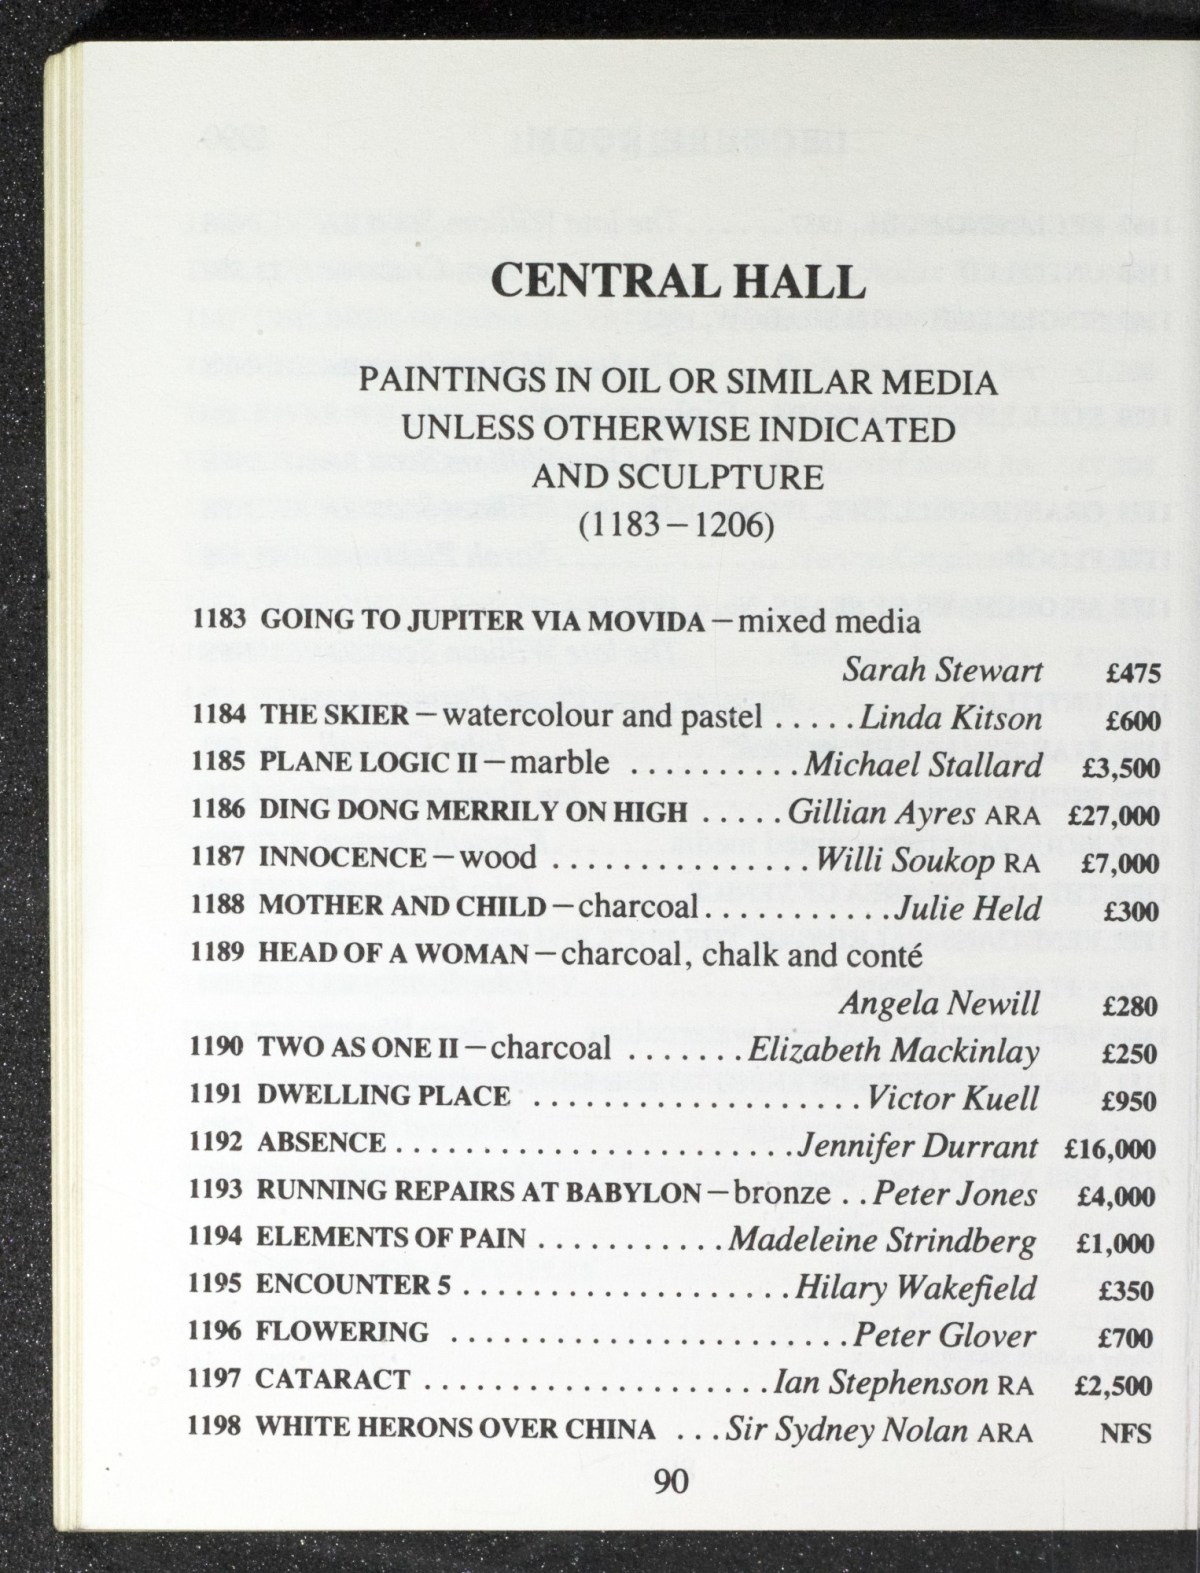 CENTRAL HALL
PAINTINGS IN OIL OR SIMILAR MEDIA
UNLESS OTHERWISE INDICATED
AND SCULPTURE
(1183–1206)
1183 GOING TO JUPITER VIA MOVIDA – mixed media
Sarah Stewart £475
1184 THE SKIER – watercolour and pastel ..... Linda Kitson £600
1185 PLANE LOGIC II – marble .......... Michael Stallard £3,500
1186 DING DONG MERRILY ON HIGH ..... Gillian Ayres ARA £27,000
1187 INNOCENCE – wood ............... Willi Soukop RA £7,000
1188 MOTHER AND CHILD – charcoal........... Julie Held £300
1189 HEAD OF A WOMAN – charcoal, chalk and conté
Angela Newill £280
1190 TWO AS ONE II – charcoal ....... Elizabeth Mackinlay £250
1191 DWELLING PLACE ................... Victor Kuell £950
1192 ABSENCE ....................... Jennifer Durrant £16,000
1193 RUNNING REPAIRS AT BABYLON – bronze .. Peter Jones £4,000
1194 ELEMENTS OF PAIN ........... Madeleine Strindberg £1,000
1195 ENCOUNTER 5 ................... Hilary Wakefield £350
1196 FLOWERING ....................... Peter Glover £700
1197 CATARACT .................... Ian Stephenson RA £2,500
1198 WHITE HERONS OVER CHINA ... Sir Sydney Nolan ARA NFS
90